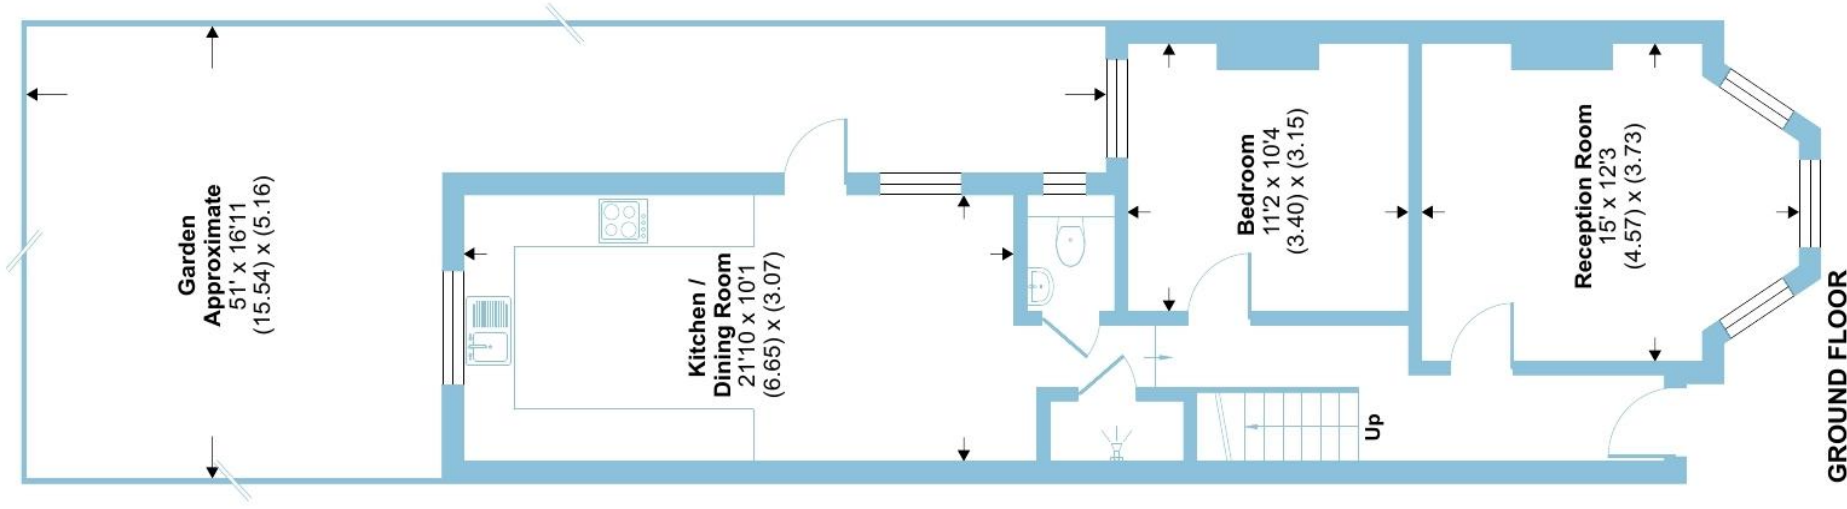 Garden
Approximate
51' x 16'11
(15.54) x (5.16)
Kitchen /
Dining Room
21'10 x 10'1
(6.65) x (3.07)
Bedroom
11'2 x 10'4
(3.40) x (3.15)
Reception Room
15' x 12'3
(4.57) x (3.73)
Up
GROUND FLOOR